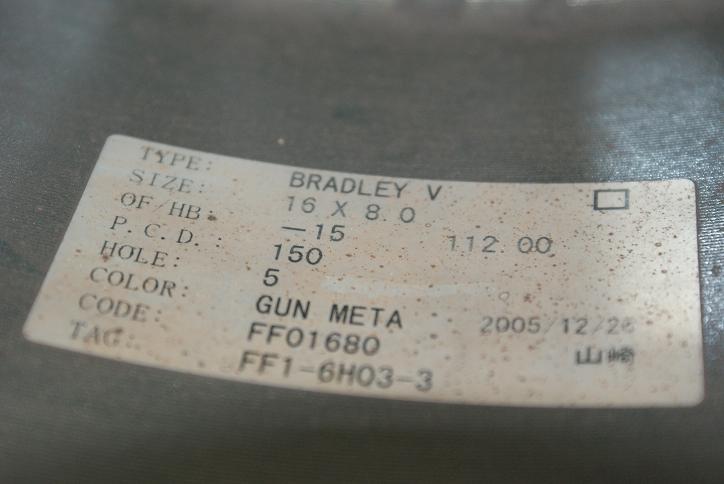 TYPE: BRADLEY V
SIZE: 16 X 8.0
OF/HB: -15 112.00
P.C.D.: 150
HOLE: 5
COLOR: GUN META
CODE: FF01680 2005/12/26
TAG: FF1-6H03-3 山崎